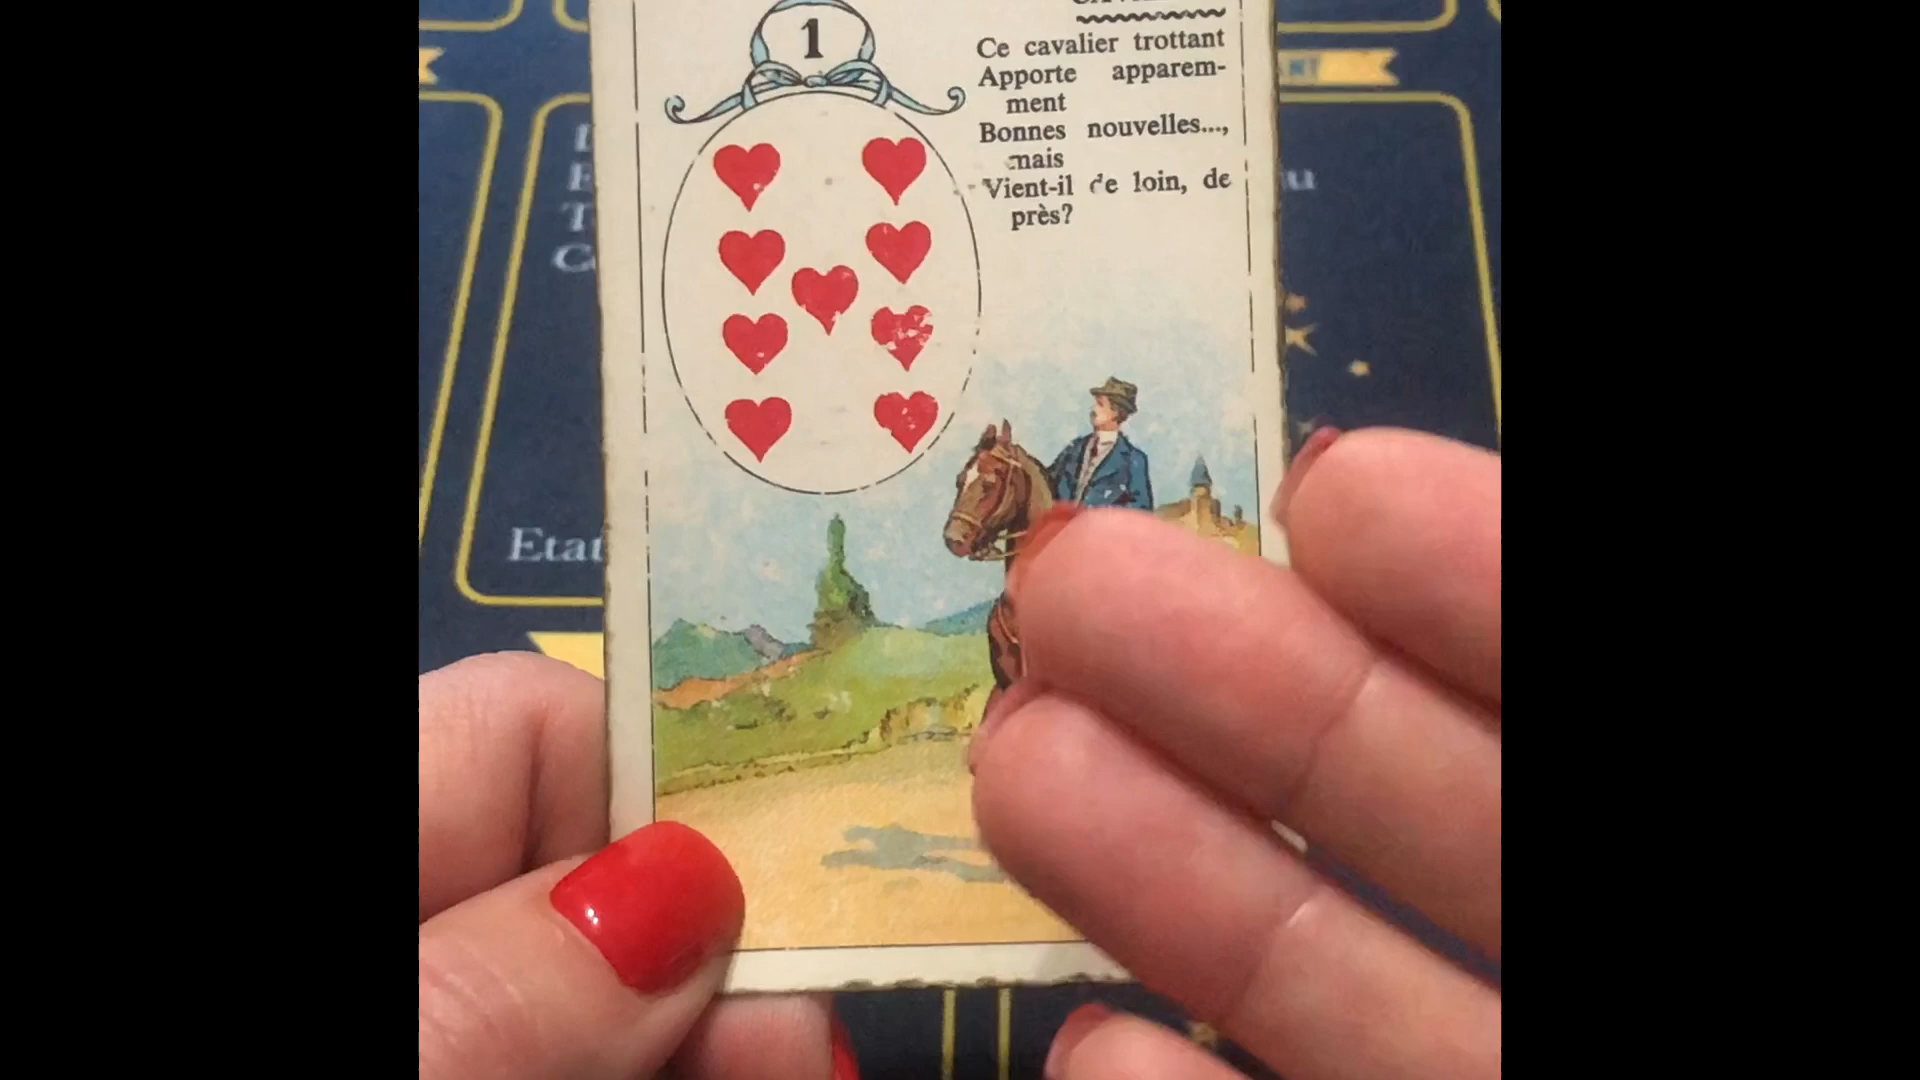 1
Ce cavalier trottant
Apporte apparem-
ment
Bonnes nouvelles...,
mais
Vient-il de loin, de
près?
Etat